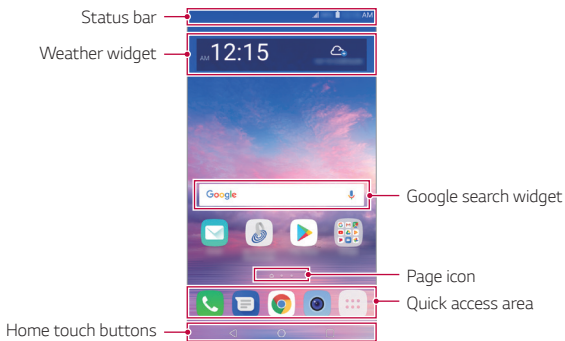 Status bar
AM
Weather widget
AM 12:15
Google
Google search widget
Page icon
Quick access area
Home touch buttons